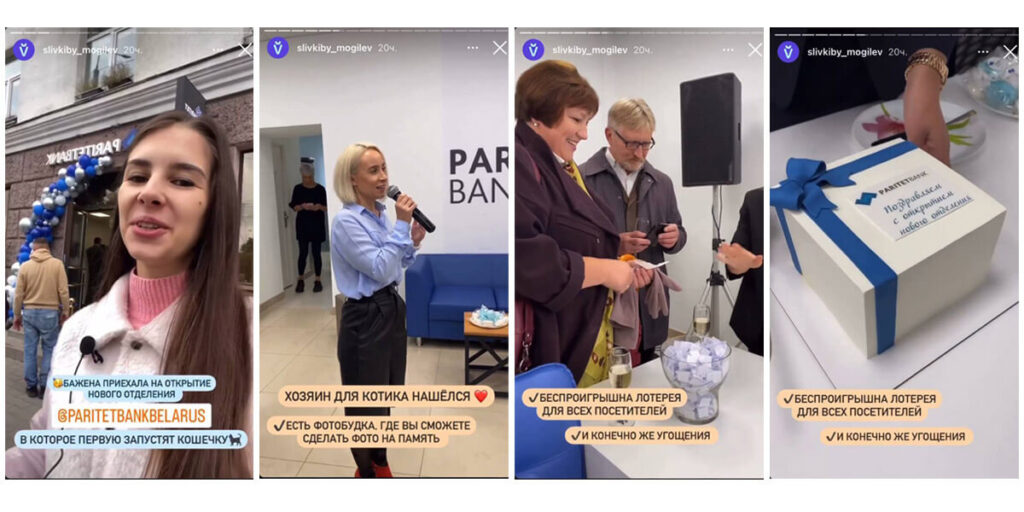 slivkiby_mogilev 20ч.
PARITETBANK
🥳БАЖЕНА ПРИЕХАЛА НА ОТКРЫТИЕ
НОВОГО ОТДЕЛЕНИЯ
@PARITETBANKBELARUS
В КОТОРОЕ ПЕРВУЮ ЗАПУСТЯТ КОШЕЧКУ🐈‍⬛
slivkiby_mogilev 20ч.
PARI
BAN
ХОЗЯИН ДЛЯ КОТИКА НАШЁЛСЯ ❤️
✓ЕСТЬ ФОТОБУДКА, ГДЕ ВЫ СМОЖЕТЕ
СДЕЛАТЬ ФОТО НА ПАМЯТЬ
slivkiby_mogilev 20ч.
✓БЕСПРОИГРЫШНА ЛОТЕРЕЯ
ДЛЯ ВСЕХ ПОСЕТИТЕЛЕЙ
✓И КОНЕЧНО ЖЕ УГОЩЕНИЯ
slivkiby_mogilev 20ч.
PARITETBANK
Поздравляем
с открытием
нового отделения
✓БЕСПРОИГРЫШНА ЛОТЕРЕЯ
ДЛЯ ВСЕХ ПОСЕТИТЕЛЕЙ
✓И КОНЕЧНО ЖЕ УГОЩЕНИЯ